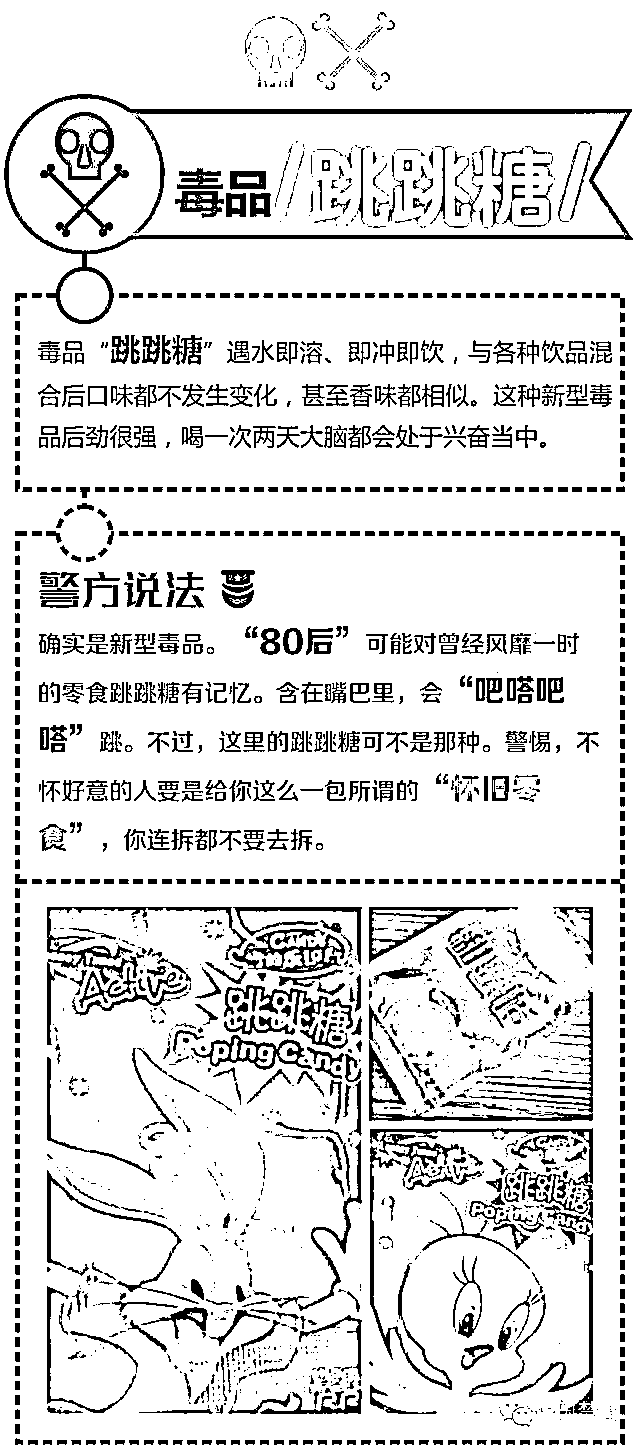 毒品/跳跳糖/
毒品“跳跳糖”遇水即溶、即冲即饮，与各种饮品混
合后口味都不发生变化，甚至香味都相似。这种新型毒
品后劲很强，喝一次两天大脑都会处于兴奋当中。
警方说法
确实是新型毒品。“80后”可能对曾经风靡一时
的零食跳跳糖有记忆。含在嘴巴里，会“吧嗒吧
嗒”跳。不过，这里的跳跳糖可不是那种。警惕，不
怀好意的人要是给你这么一包所谓的“怀旧零
食”，你连拆都不要去拆。
跳跳糖
Poping Candy
跳跳糖
Poping Candy